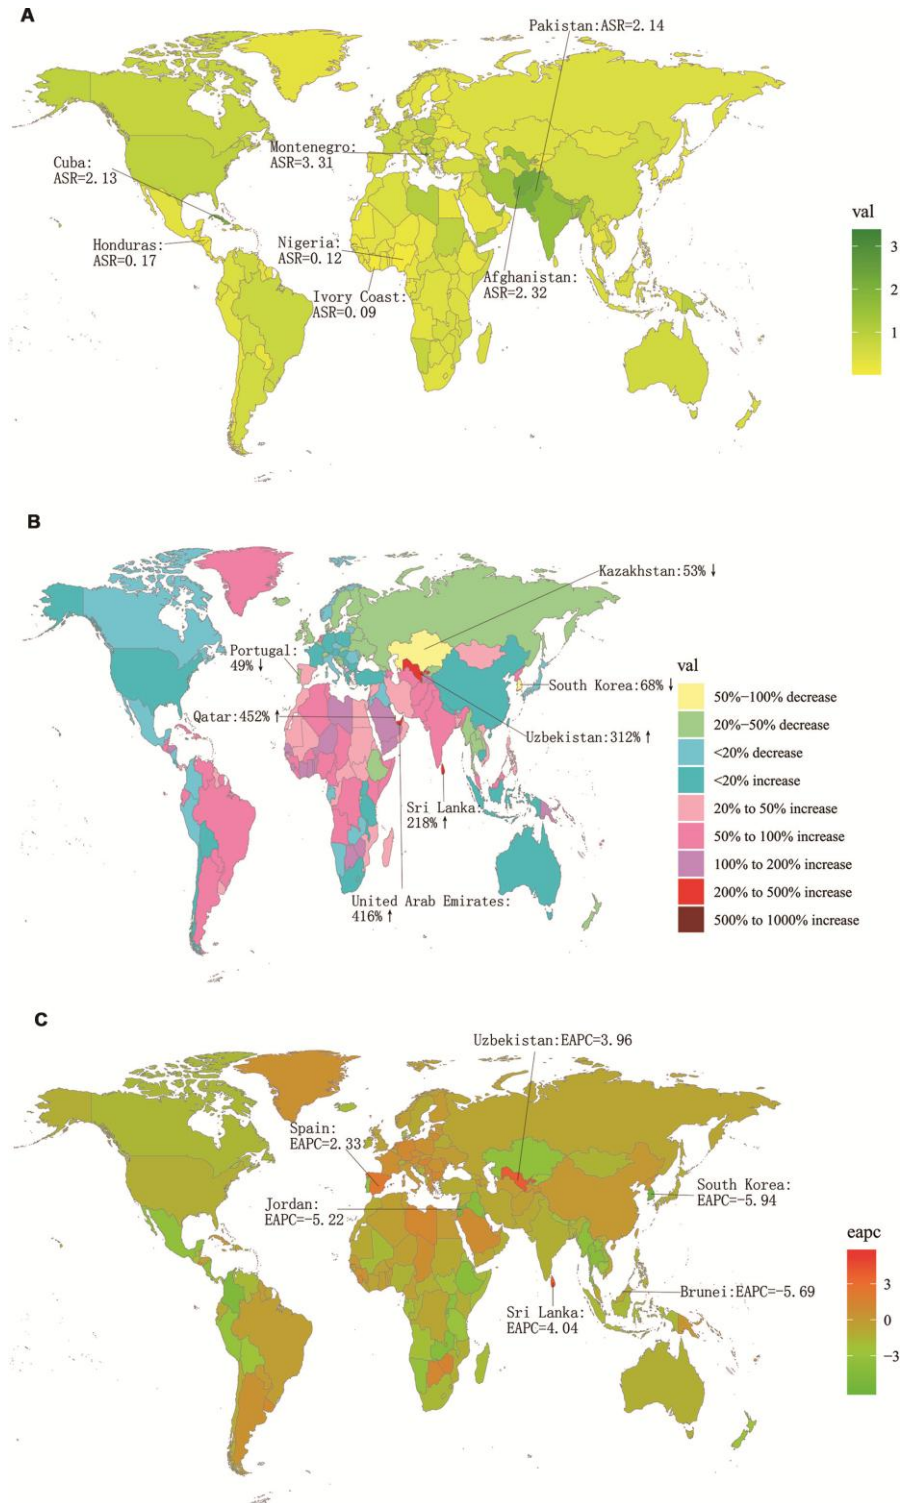 A
Pakistan:ASR=2.14
Montenegro:
ASR=3.31
Cuba:
ASR=2.13
Honduras:
ASR=0.17
Nigeria:
ASR=0.12
Ivory Coast:
ASR=0.09
Afghanistan:
ASR=2.32
val
3
2
1
B
Kazakhstan:53% ↓
Portugal:
49% ↓
South Korea:68% ↓
Qatar:452% ↑
Uzbekistan:312% ↑
Sri Lanka:
218% ↑
United Arab Emirates:
416% ↑
val
50%−100% decrease
20%−50% decrease
<20% decrease
<20% increase
20% to 50% increase
50% to 100% increase
100% to 200% increase
200% to 500% increase
500% to 1000% increase
C
Uzbekistan:EAPC=3.96
Spain:
EAPC=2.33
Jordan:
EAPC=−5.22
South Korea:
EAPC=−5.94
Brunei:EAPC=−5.69
Sri Lanka:
EAPC=4.04
eapc
3
0
−3